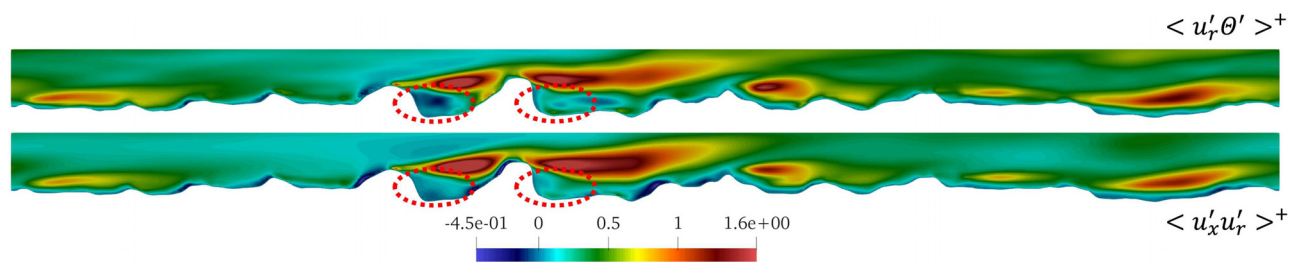 < u′ᵣΘ′ >⁺
< u′ₓu′ᵣ >⁺
-4.5e-01 0 0.5 1 1.6e+00